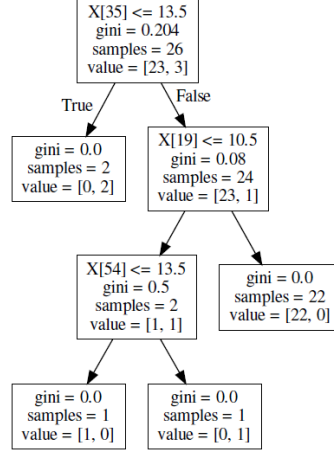 X[35] <= 13.5
gini = 0.204
samples = 26
value = [23, 3]
True
False
gini = 0.0
samples = 2
value = [0, 2]
X[19] <= 10.5
gini = 0.08
samples = 24
value = [23, 1]
X[54] <= 13.5
gini = 0.5
samples = 2
value = [1, 1]
gini = 0.0
samples = 22
value = [22, 0]
gini = 0.0
samples = 1
value = [1, 0]
gini = 0.0
samples = 1
value = [0, 1]